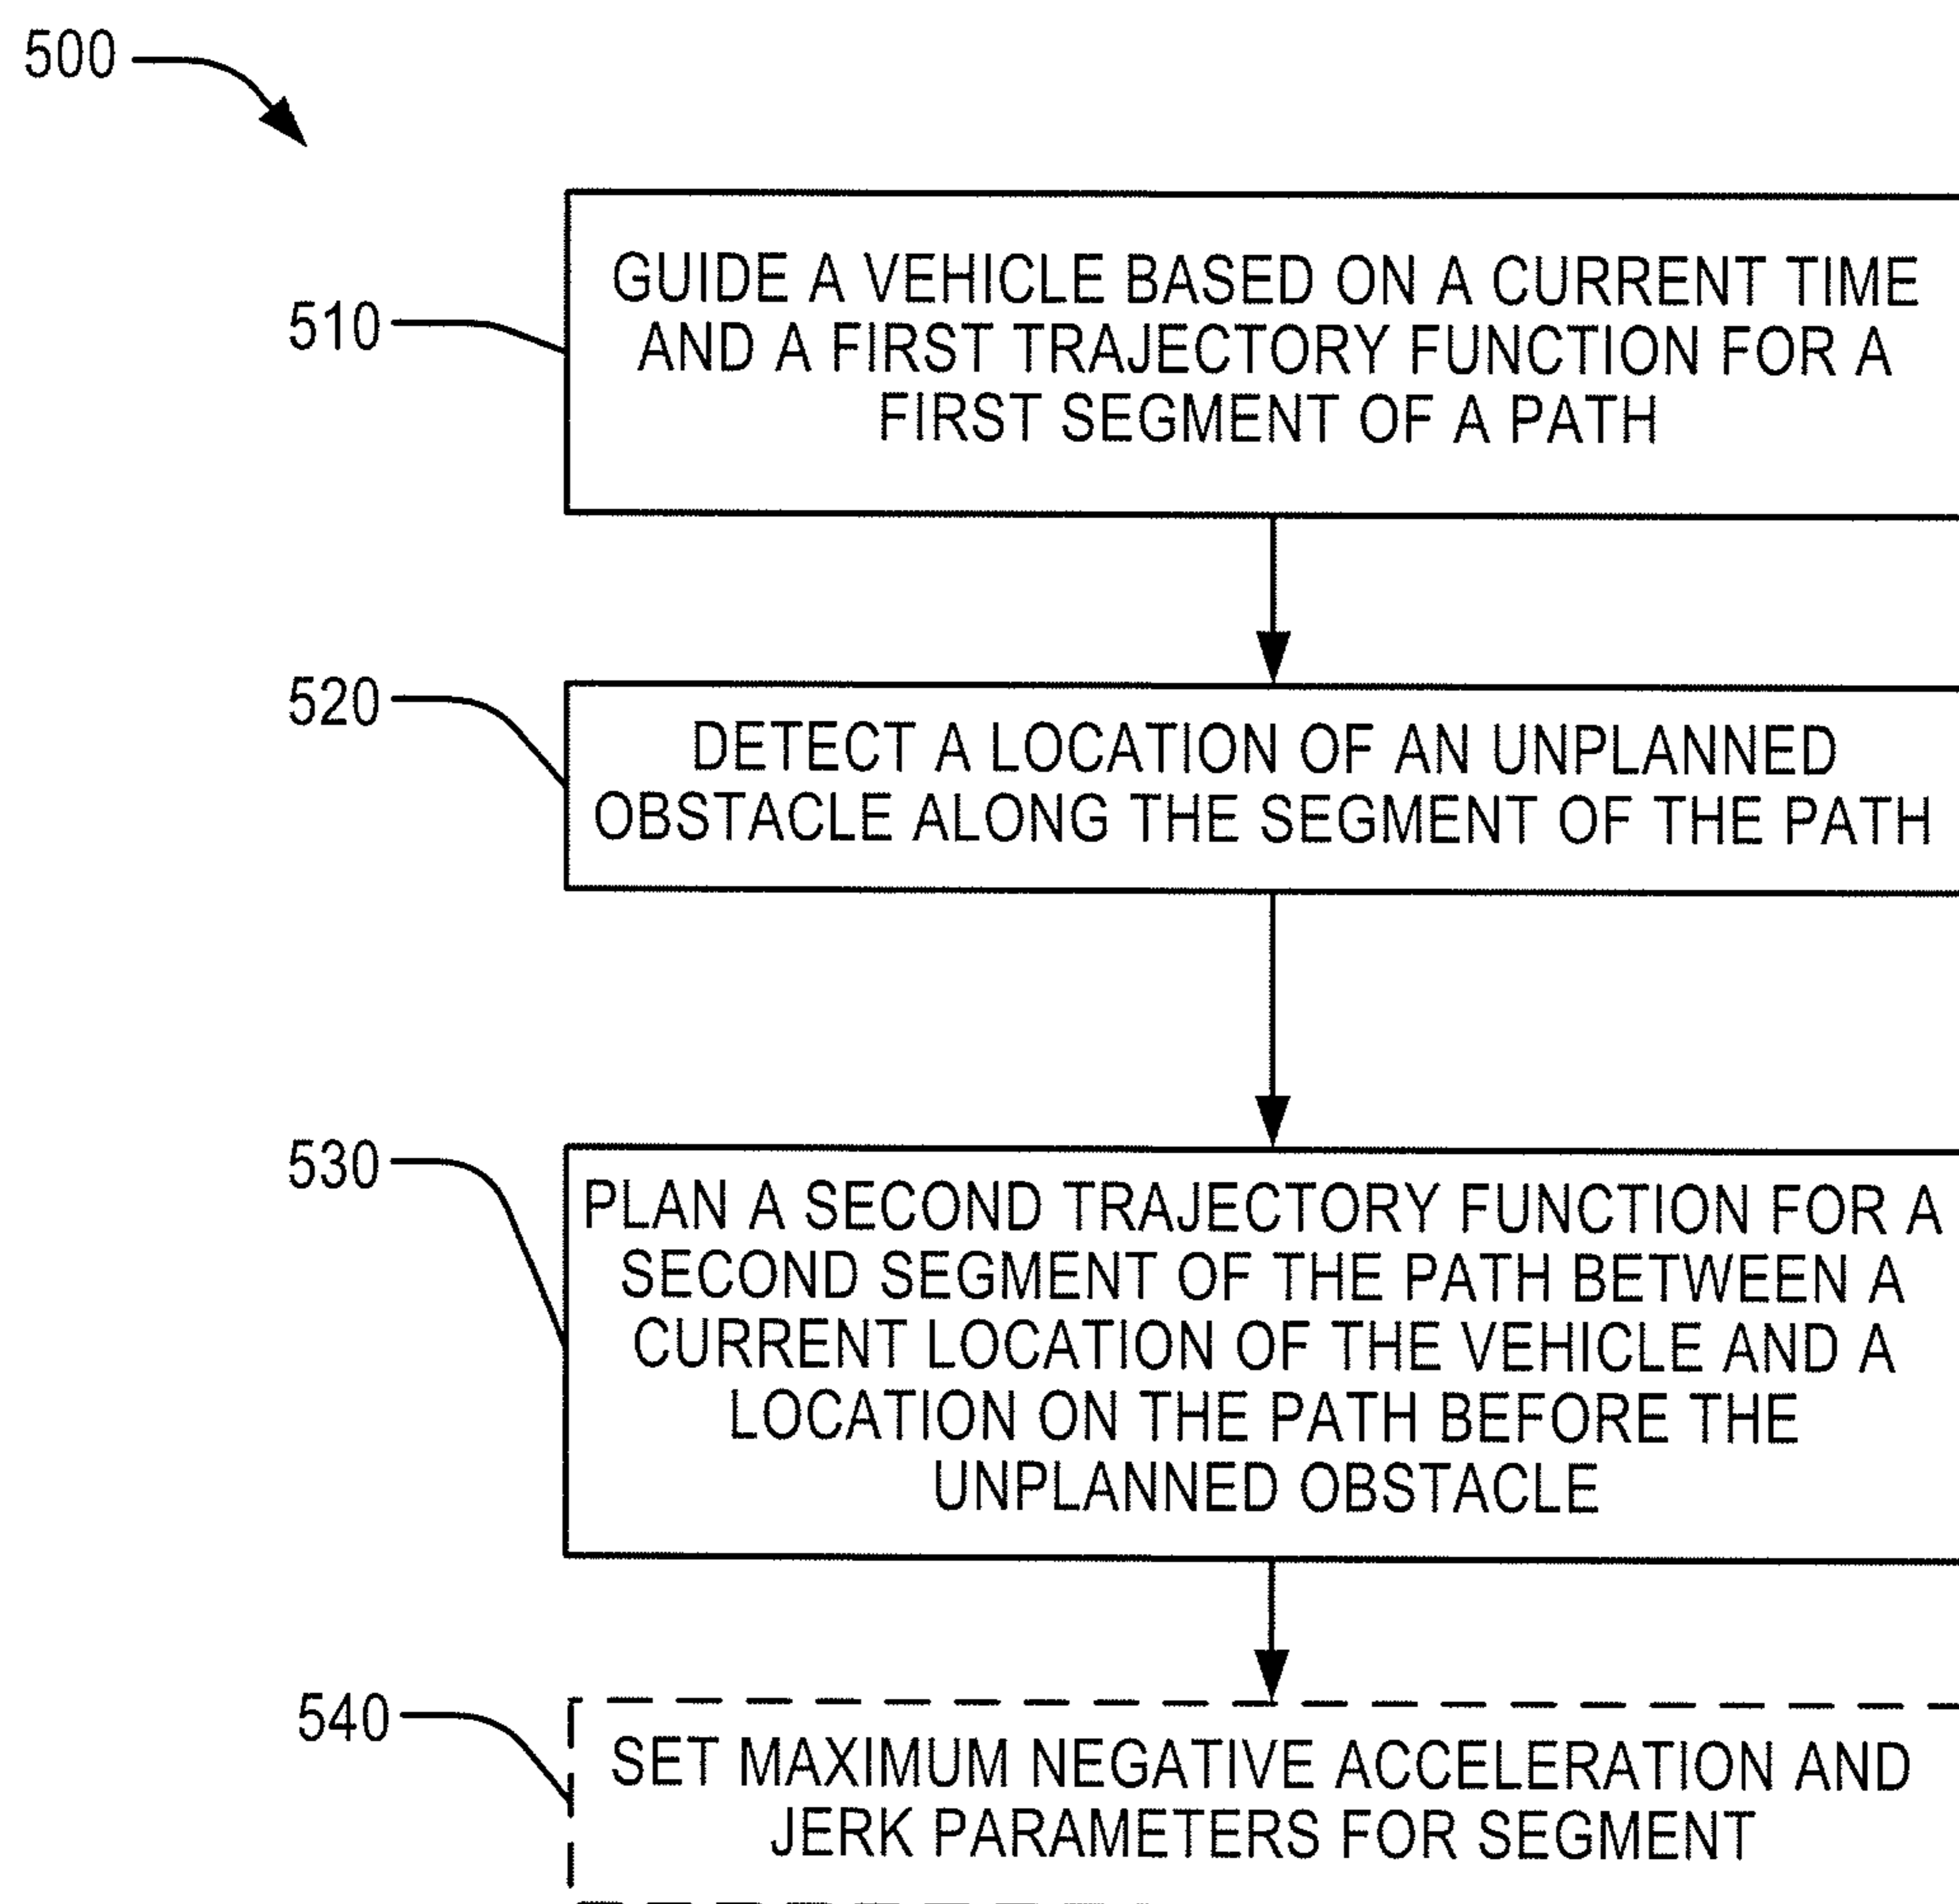 500
510
GUIDE A VEHICLE BASED ON A CURRENT TIME
AND A FIRST TRAJECTORY FUNCTION FOR A
FIRST SEGMENT OF A PATH
520
DETECT A LOCATION OF AN UNPLANNED
OBSTACLE ALONG THE SEGMENT OF THE PATH
530
PLAN A SECOND TRAJECTORY FUNCTION FOR A
SECOND SEGMENT OF THE PATH BETWEEN A
CURRENT LOCATION OF THE VEHICLE AND A
LOCATION ON THE PATH BEFORE THE
UNPLANNED OBSTACLE
540
SET MAXIMUM NEGATIVE ACCELERATION AND
JERK PARAMETERS FOR SEGMENT